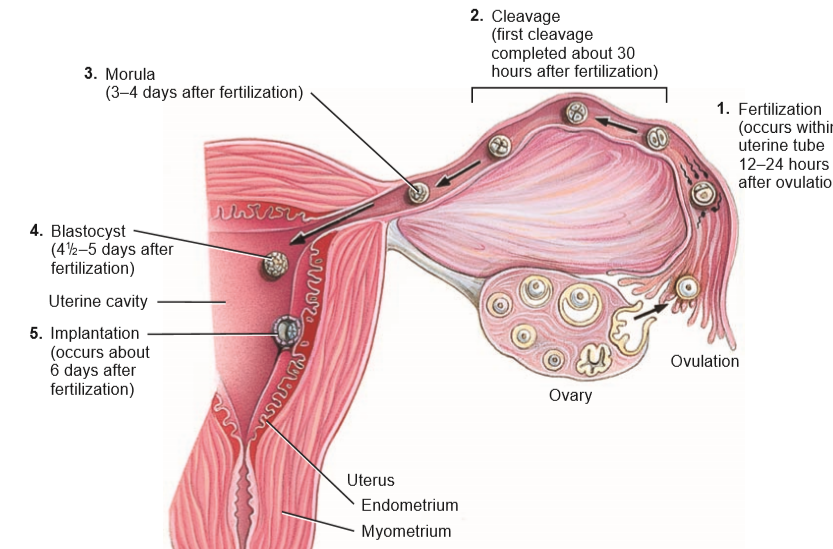 2. Cleavage
(first cleavage
completed about 30
hours after fertilization)
3. Morula
(3–4 days after fertilization)
1. Fertilization
(occurs
uterine tube
12–24 hours
after
4. Blastocyst
(4½–5 days after
fertilization)
Uterine cavity
5. Implantation
(occurs about
6 days after
fertilization)
Ovulation
Ovary
Uterus
Endometrium
Myometrium